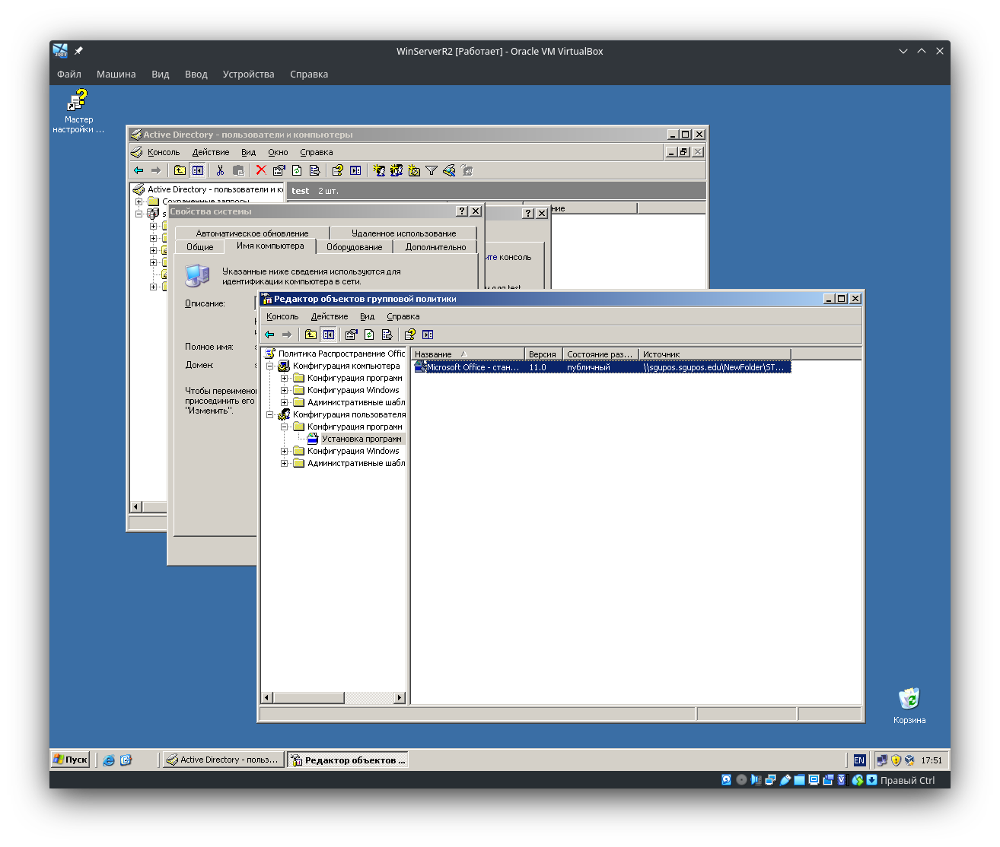 WinServerR2 [Работает] - Oracle VM VirtualBox
Файл Машина Вид Ввод Устройства Справка
Мастер
настройки ...
Active Directory - пользователи и компьютеры
Консоль Действие Вид Окно Справка
Active Directory - пользователи и ко
test 2 шт.
Сохраненные запросы
ние
Свойства системы
Автоматическое обновление Удаленное использование
Общие Имя компьютера Оборудование Дополнительно
Указанные ниже сведения используются для
идентификации компьютера в сети.
ите консоль
для test
Описание:
Полное имя:
Домен:
Чтобы переимено
присоединить его
"Изменить".
Редактор объектов групповой политики
Консоль Действие Вид Справка
Политика Распространение Offic
Конфигурация компьютера
Конфигурация программ
Конфигурация Windows
Административные шабл
Конфигурация пользователя
Конфигурация программ
Установка программ
Конфигурация Windows
Административные шабл
Название Версия Состояние раз... Источник
Microsoft Office - стан... 11.0 публичный \\sgupos.sgupos.edu\NewFolder\ST...
Корзина
Пуск Active Directory - польз... Редактор объектов ... EN 17:51
Правый Ctrl